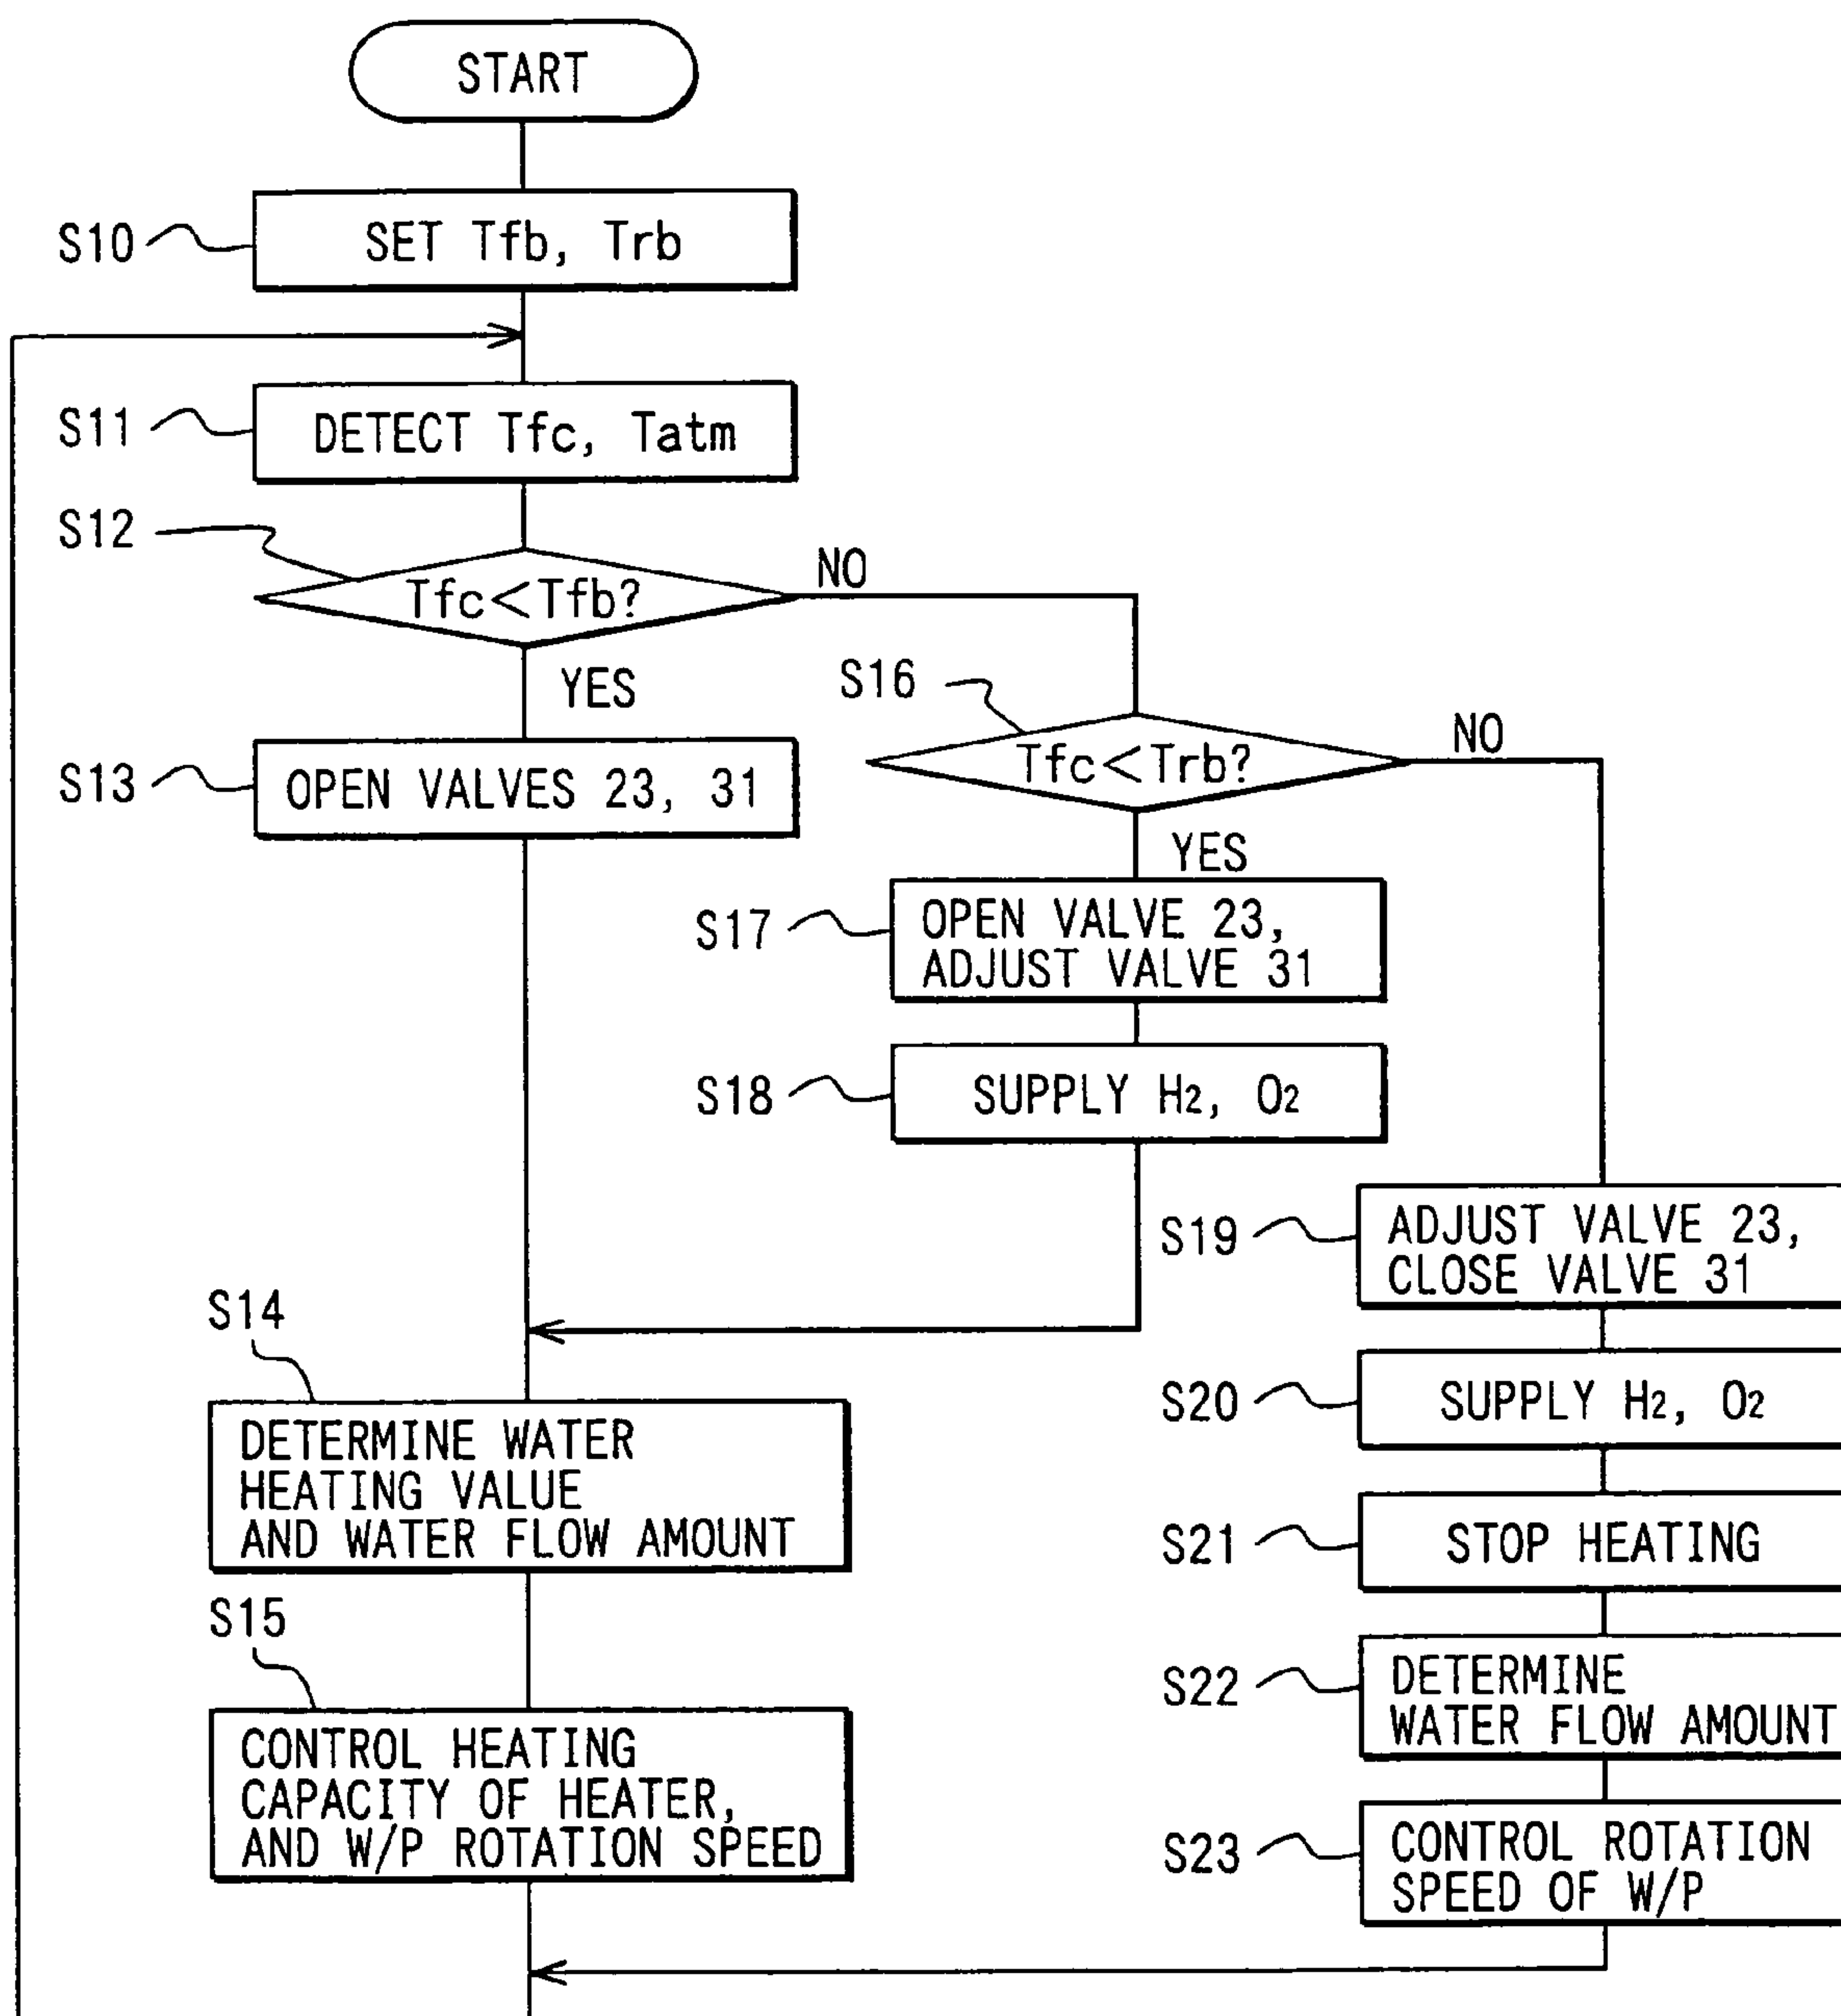 START
S10
SET Tfb, Trb
S11
DETECT Tfc, Tatm
S12
Tfc<Tfb?
NO
YES
S13
OPEN VALVES 23, 31
S16
Tfc<Trb?
NO
YES
S17
OPEN VALVE 23,
ADJUST VALVE 31
S18
SUPPLY H2, O2
S19
ADJUST VALVE 23,
CLOSE VALVE 31
S14
DETERMINE WATER
HEATING VALUE
AND WATER FLOW AMOUNT
S20
SUPPLY H2, O2
S21
STOP HEATING
S15
CONTROL HEATING
CAPACITY OF HEATER,
AND W/P ROTATION SPEED
S22
DETERMINE
WATER FLOW AMOUNT
S23
CONTROL ROTATION
SPEED OF W/P